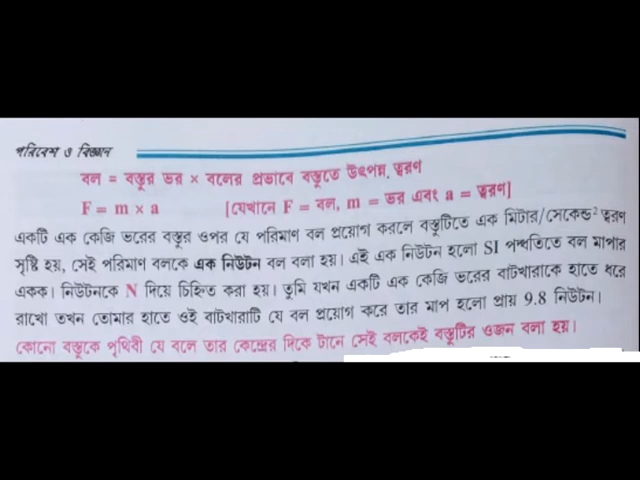 পরিবেশ ও বিজ্ঞান
বল = বস্তুর ভর × বলের প্রভাবে বস্তুতে উৎপন্ন ত্বরণ
F = m × a [যেখানে F = বল, m = ভর এবং a = ত্বরণ]
একটি এক কেজি ভরের বস্তুর ওপর যে পরিমাণ বল প্রয়োগ করলে বস্তুটিতে এক মিটার/সেকেন্ড² ত্বরণ
সৃষ্টি হয়, সেই পরিমাণ বলকে এক নিউটন বল বলা হয়। এই এক নিউটন হলো SI পদ্ধতিতে বল মাপার
একক। নিউটনকে N দিয়ে চিহ্নিত করা হয়। তুমি যখন একটি এক কেজি ভরের বাটখারাকে হাতে ধরে
রাখো তখন তোমার হাতে ওই বাটখারাটি যে বল প্রয়োগ করে তার মাপ হলো প্রায় 9.8 নিউটন।
কোনো বস্তুকে পৃথিবী যে বলে তার কেন্দ্রের দিকে টানে সেই বলকেই বস্তুটির ওজন বলা হয়।